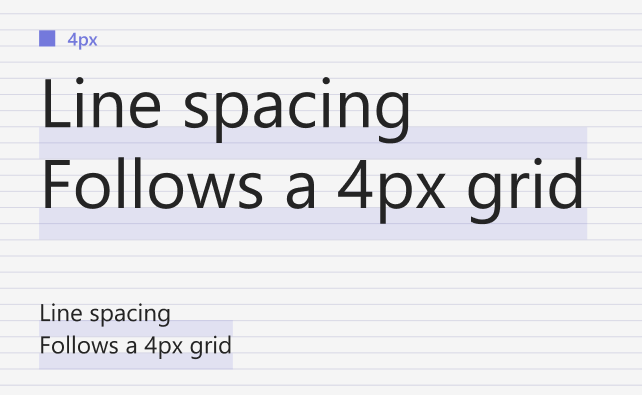 4px
Line spacing
Follows a 4px grid
Line spacing
Follows a 4px grid